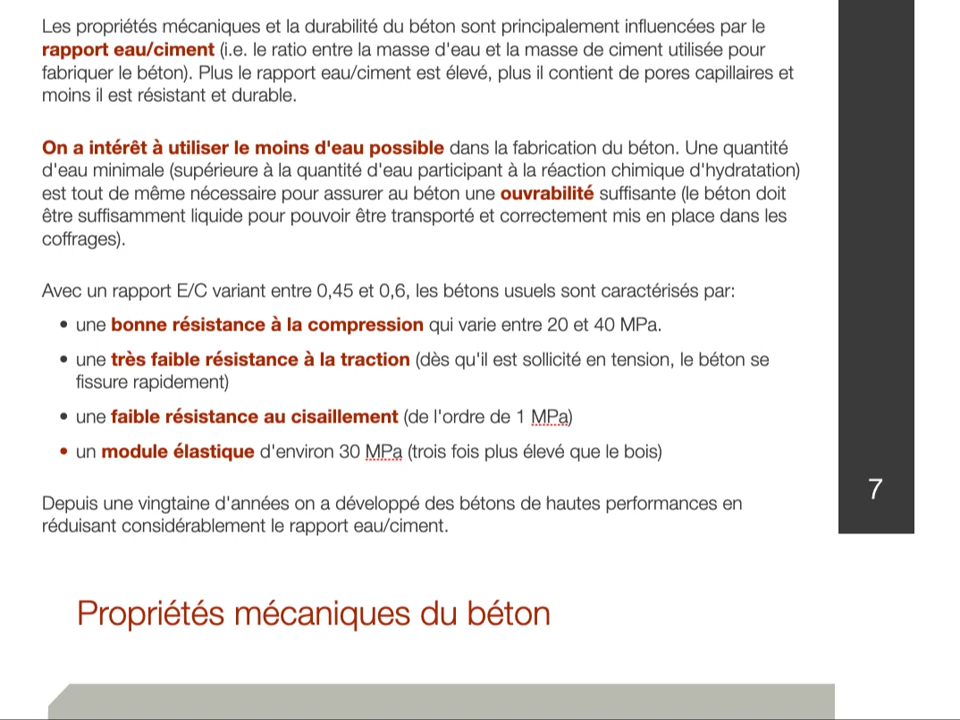 Les propriétés mécaniques et la durabilité du béton sont principalement influencées par le
rapport eau/ciment (i.e. le ratio entre la masse d'eau et la masse de ciment utilisée pour
fabriquer le béton). Plus le rapport eau/ciment est élevé, plus il contient de pores capillaires et
moins il est résistant et durable.
On a intérêt à utiliser le moins d'eau possible dans la fabrication du béton. Une quantité
d'eau minimale (supérieure à la quantité d'eau participant à la réaction chimique d'hydratation)
est tout de même nécessaire pour assurer au béton une ouvrabilité suffisante (le béton doit
être suffisamment liquide pour pouvoir être transporté et correctement mis en place dans les
coffrages).
Avec un rapport E/C variant entre 0,45 et 0,6, les bétons usuels sont caractérisés par:
• une bonne résistance à la compression qui varie entre 20 et 40 MPa.
• une très faible résistance à la traction (dès qu'il est sollicité en tension, le béton se
fissure rapidement)
• une faible résistance au cisaillement (de l'ordre de 1 MPa)
• un module élastique d'environ 30 MPa (trois fois plus élevé que le bois)
7
Depuis une vingtaine d'années on a développé des bétons de hautes performances en
réduisant considérablement le rapport eau/ciment.
Propriétés mécaniques du béton